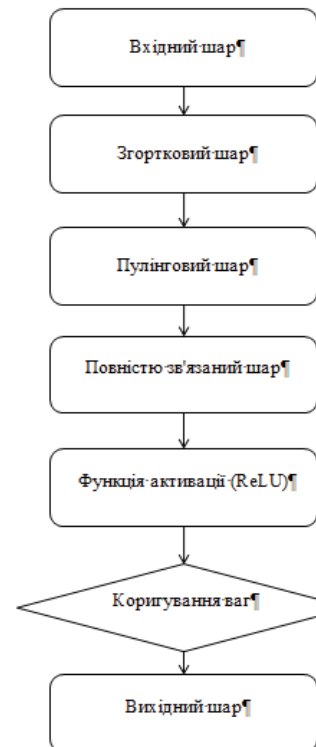 Вхідний·шар¶
Згортковий·шар¶
Пулінговий·шар¶
Повністю·зв'язаний·шар¶
Функція·активації·(ReLU)¶
Коригування·ваг¶
Вихідний·шар¶